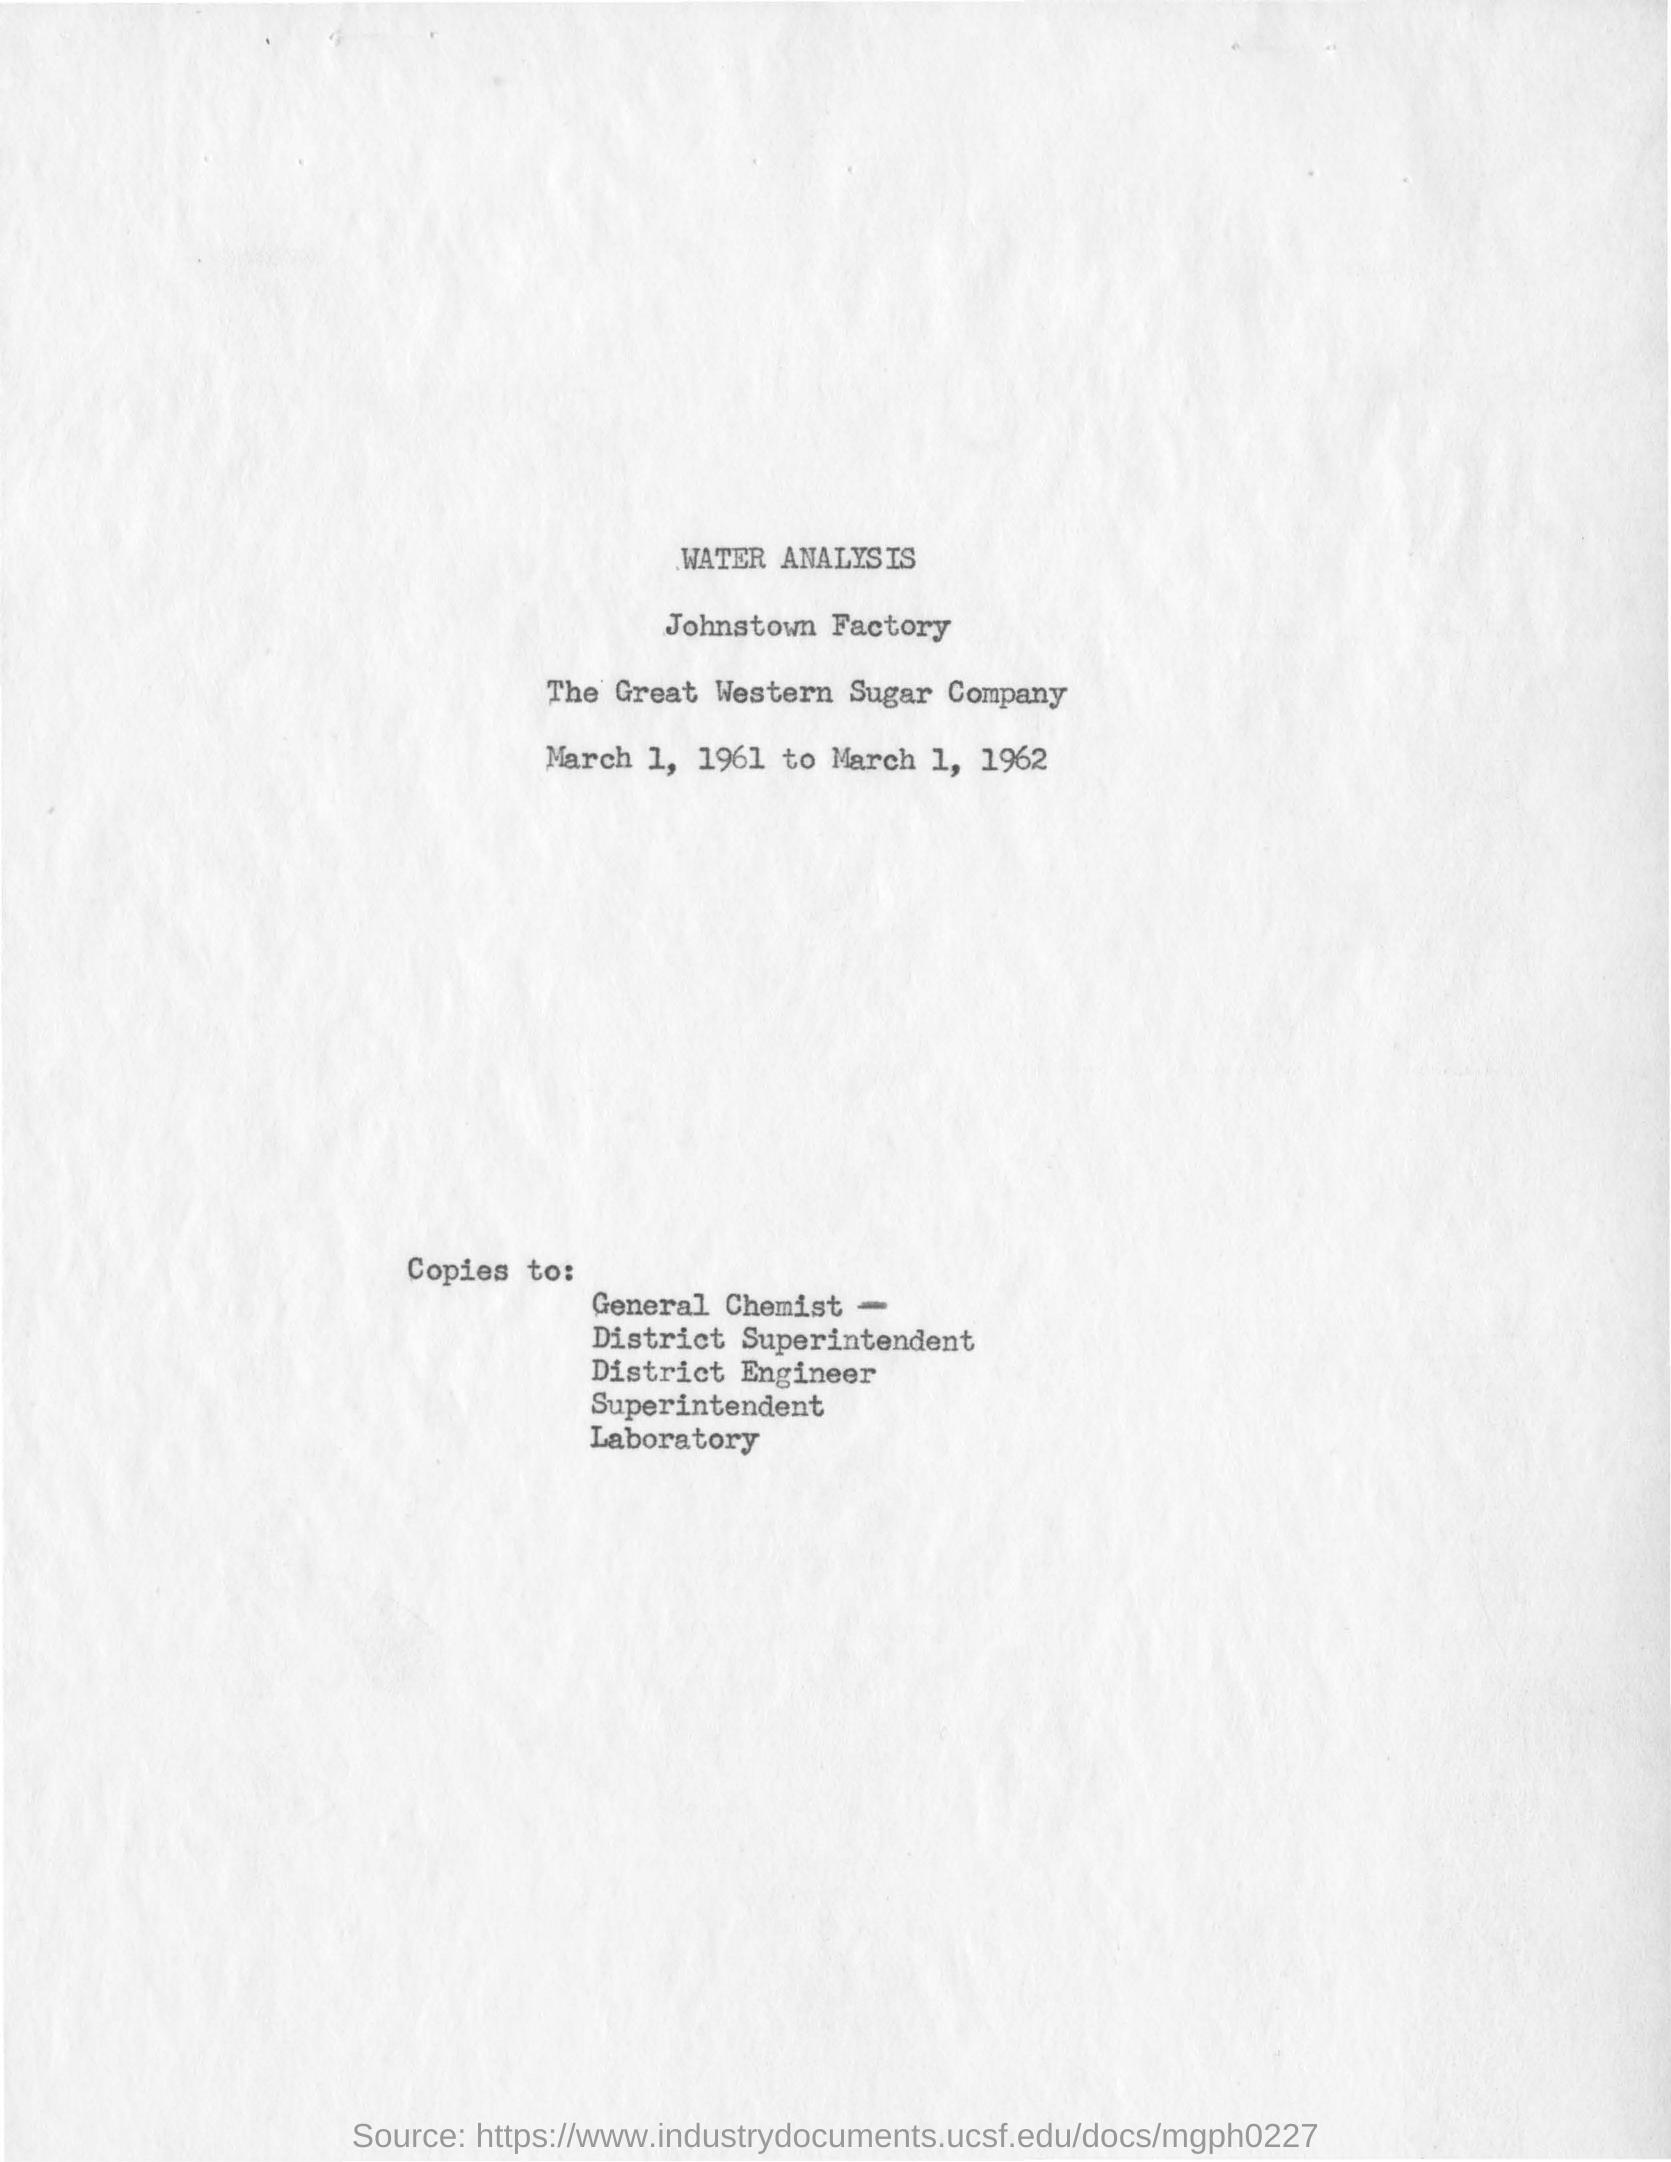 WATER ANALYSIS
Johnstown Factory
The Great Western Sugar Company
March 1, 1961 to March 1, 1962
Copies to:
General Chemist —
District Superintendent
District Engineer
Superintendent
Laboratory
Source: https://www.industrydocuments.ucsf.edu/docs/mgph0227